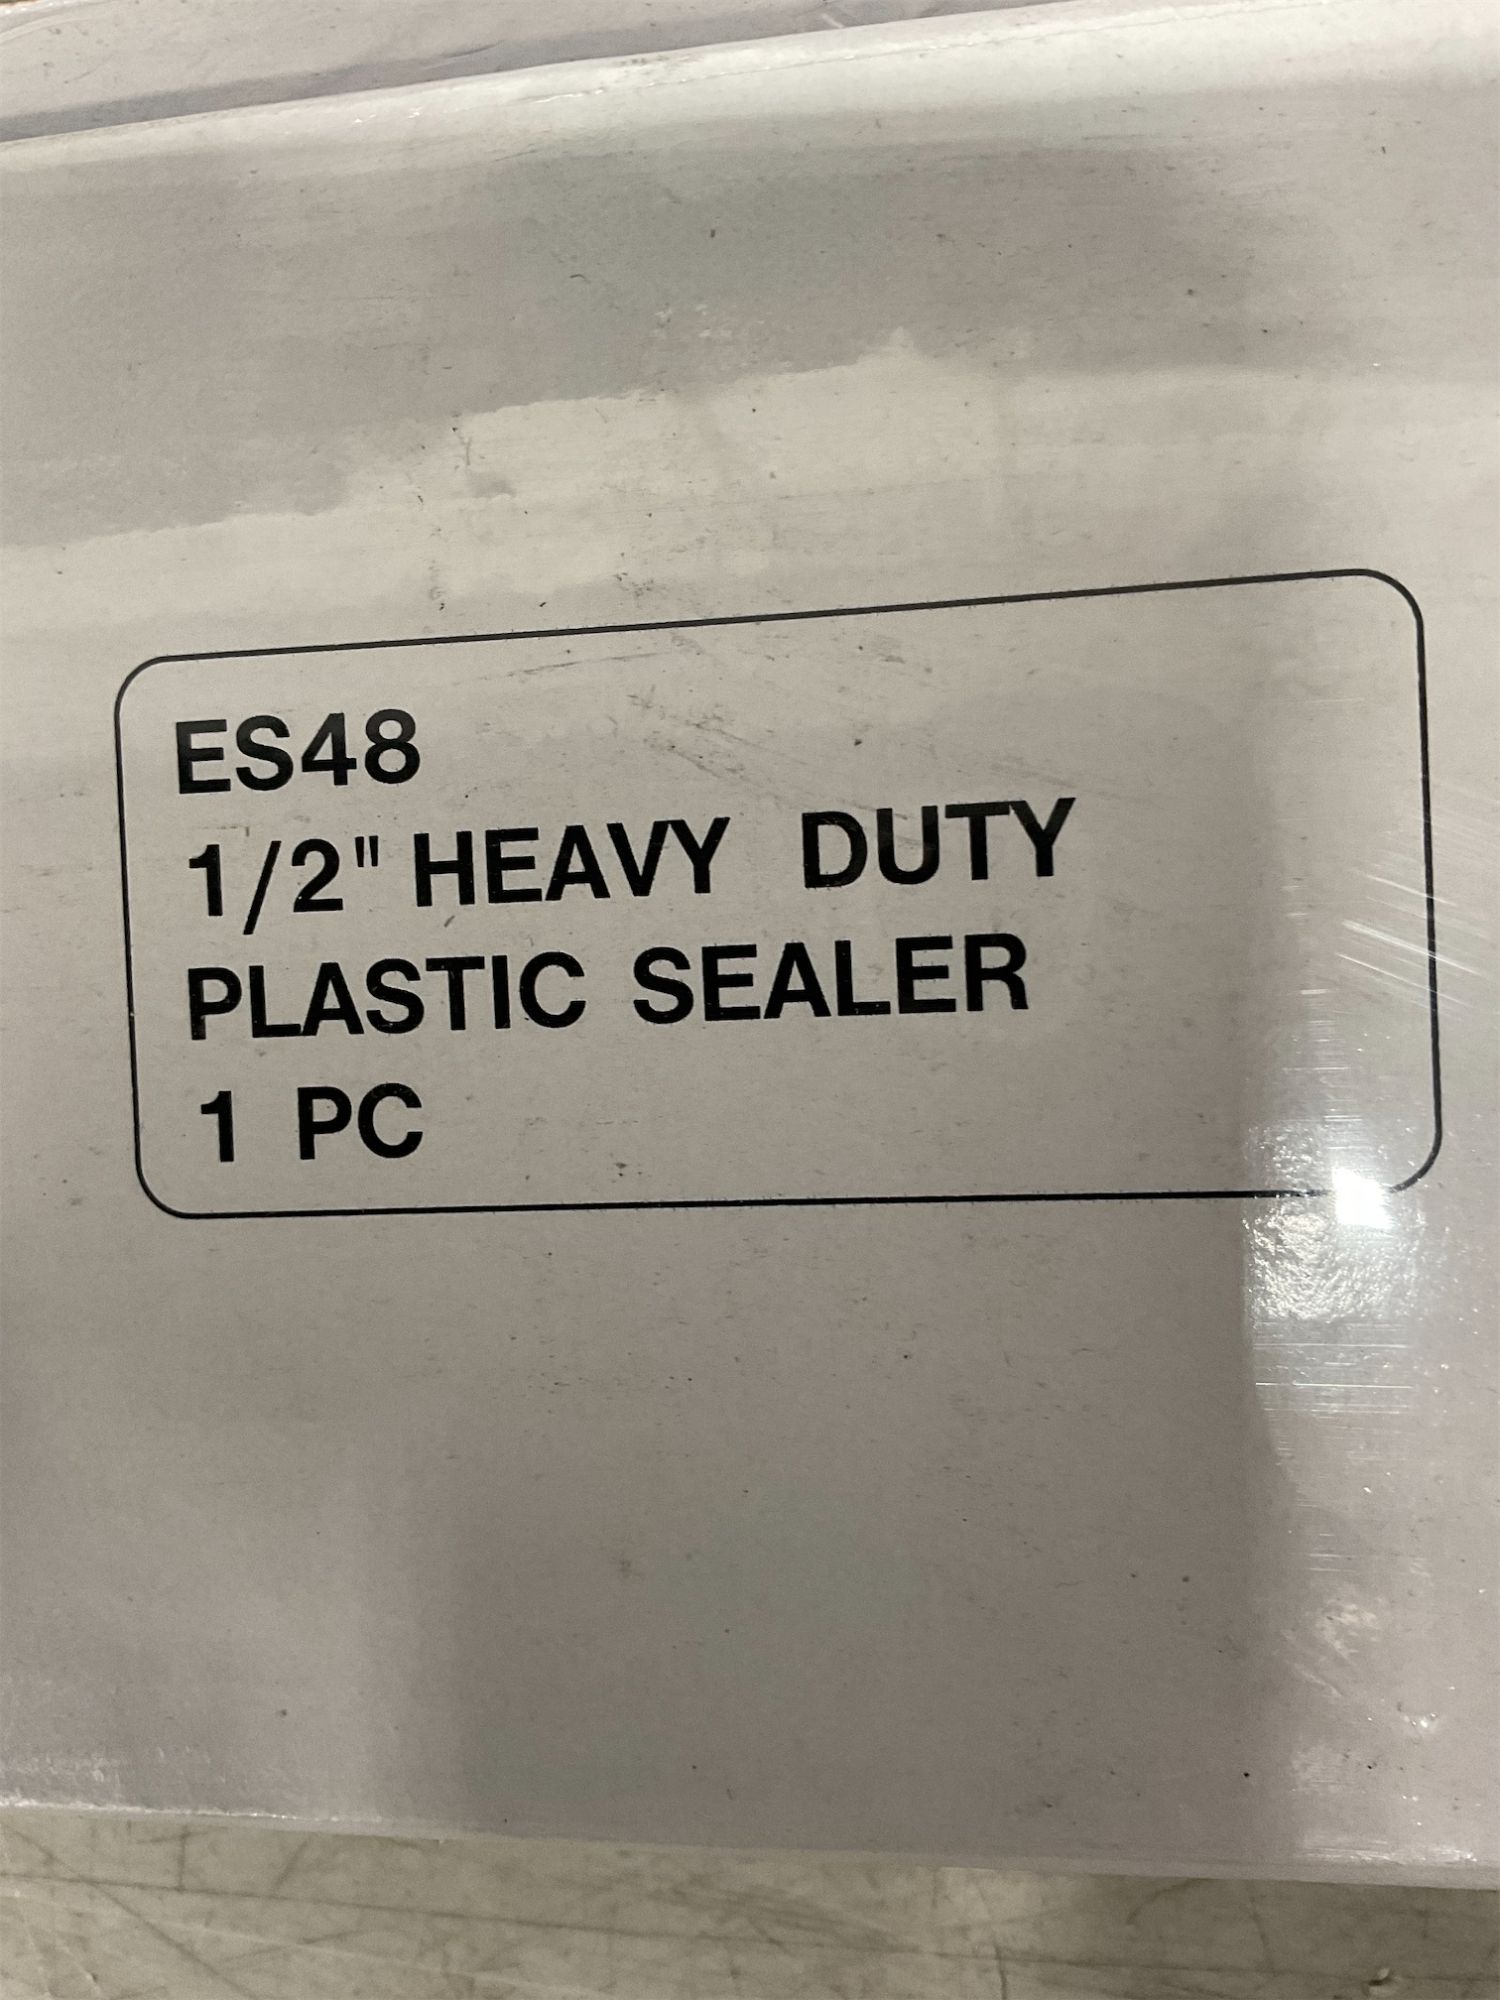 ES48
1/2" HEAVY DUTY
PLASTIC SEALER
1 PC